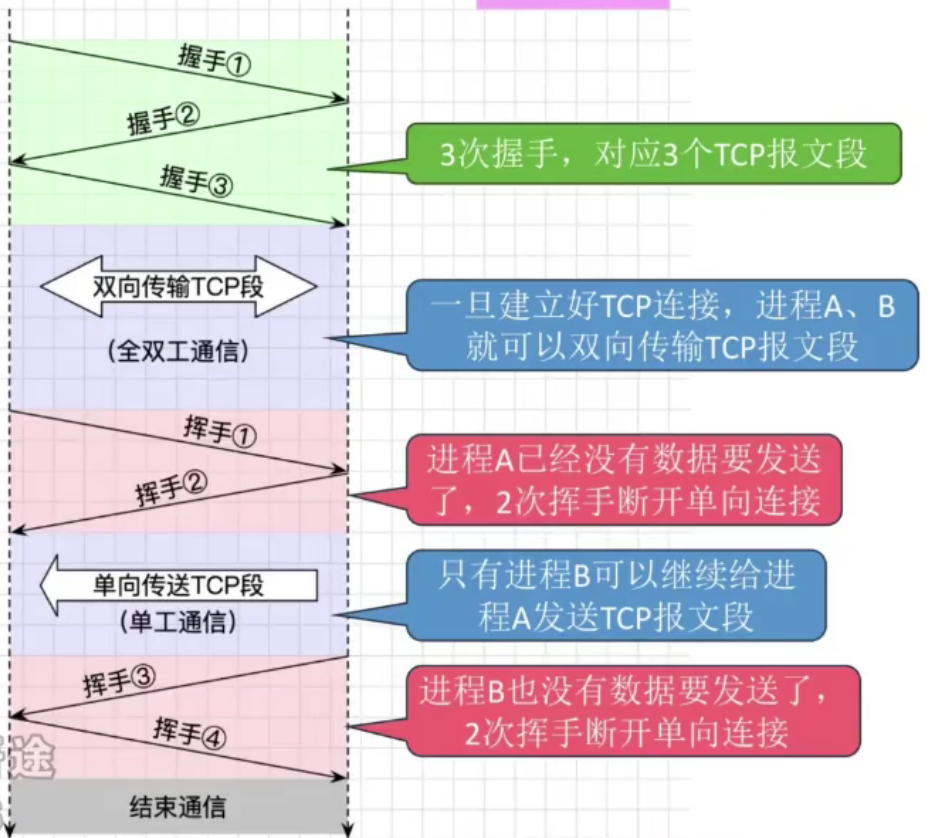 握手①
握手②
3次握手，对应3个TCP报文段
握手③
双向传输TCP段
(全双工通信)
一旦建立好TCP连接，进程A、B
就可以双向传输TCP报文段
挥手①
挥手②
进程A已经没有数据要发送
了，2次挥手断开单向连接
单向传送TCP段
(单工通信)
只有进程B可以继续给进
程A发送TCP报文段
挥手③
挥手④
进程B也没有数据要发送了，
2次挥手断开单向连接
途
结束通信